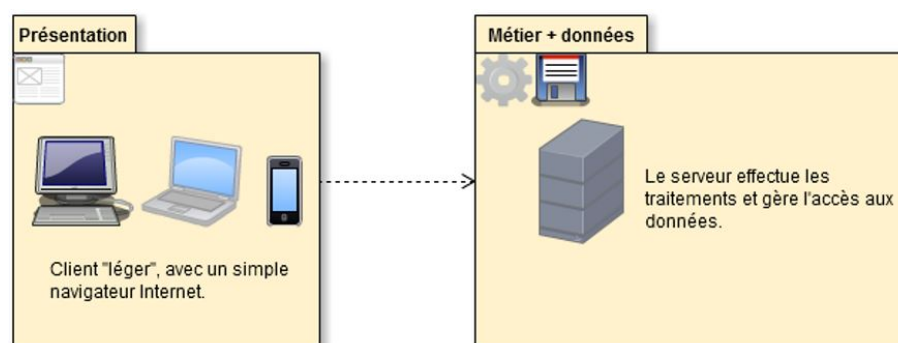 Présentation
Client "léger", avec un simple
navigateur Internet.
Métier + données
Le serveur effectue les
traitements et gère l'accès aux
données.